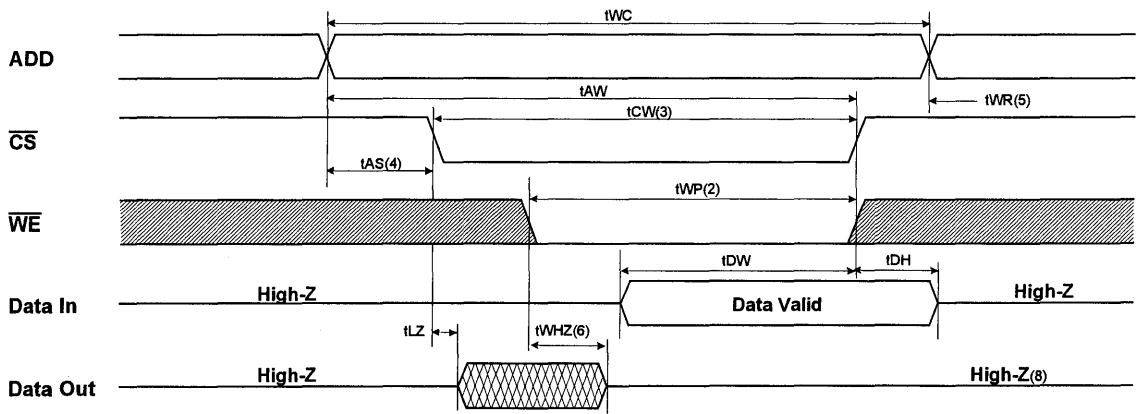 tWC
ADD
tAW
tWR(5)
tCW(3)
CS
tAS(4)
tWP(2)
WE
tDW
tDH
High-Z
Data Valid
High-Z
Data In
tLZ
tWHZ(6)
High-Z
High-Z(8)
Data Out